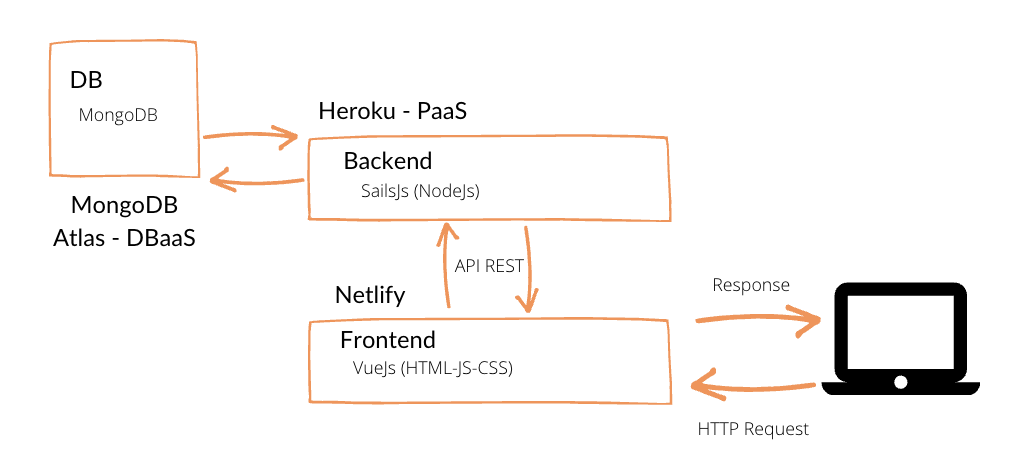 DB
MongoDB
MongoDB
Atlas - DBaaS
Heroku - PaaS
Backend
SailsJs (NodeJs)
API REST
Netlify
Frontend
VueJs (HTML-JS-CSS)
Response
HTTP Request